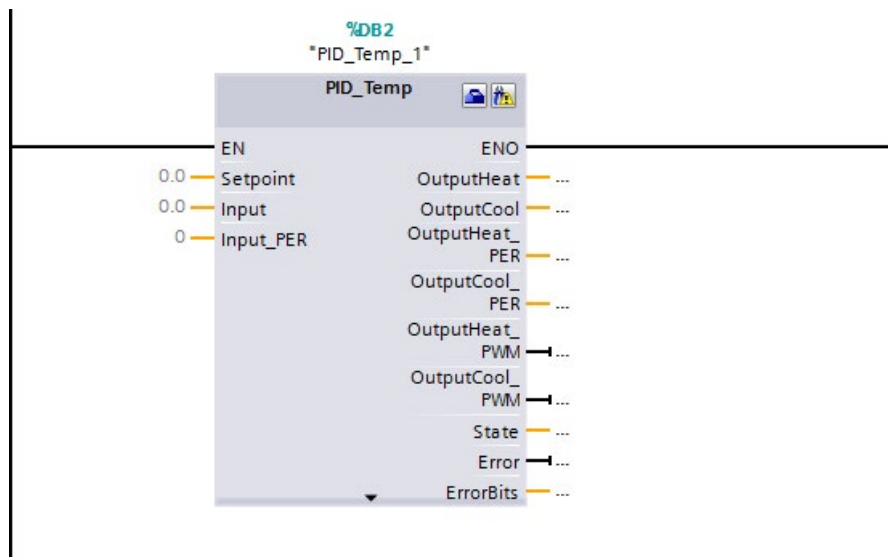 %DB2
"PID_Temp_1"
PID_Temp
EN ENO
0.0 Setpoint OutputHeat ...
0.0 Input OutputCool ...
0 Input_PER OutputHeat_
PER ...
OutputCool_
PER ...
OutputHeat_
PWM ...
OutputCool_
PWM ...
State ...
Error ...
ErrorBits ...